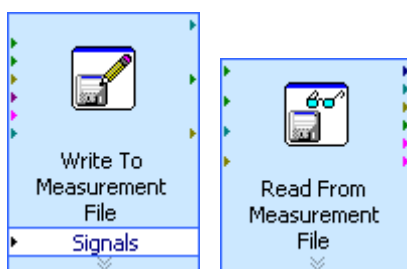 Write To
Measurement
File
Signals
Read From
Measurement
File